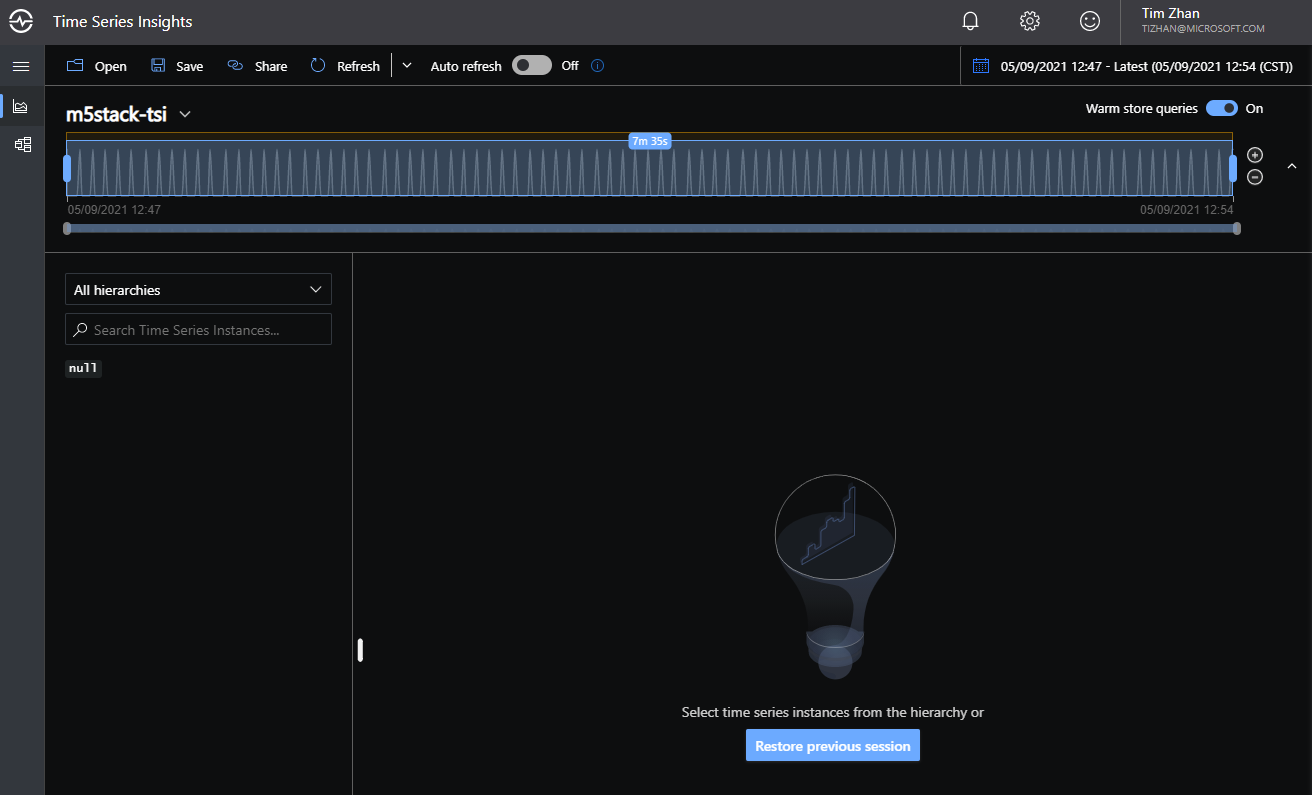 Time Series Insights
Tim Zhan
TIZHAN@MICROSOFT.COM
Open Save Share Refresh Auto refresh Off 05/09/2021 12:47 - Latest (05/09/2021 12:54 (CST))
m5stack-tsi
Warm store queries On
7m 35s
05/09/2021 12:47 05/09/2021 12:54
All hierarchies
Search Time Series Instances...
null
Select time series instances from the hierarchy or
Restore previous session